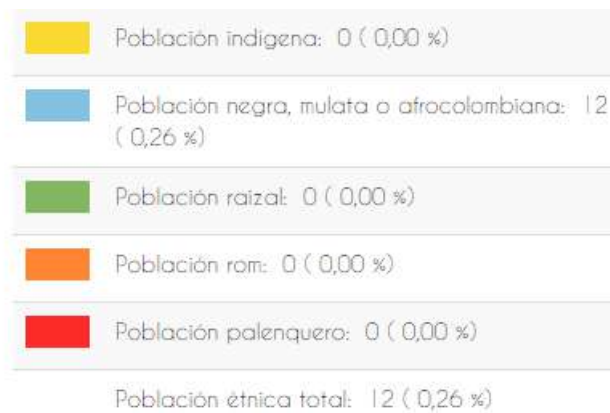 Población indígena: 0 ( 0,00 %)
Población negra, mulata o afrocolombiana: 12
( 0,26 %)
Población raizal: 0 ( 0,00 %)
Población rom: 0 ( 0,00 %)
Población palenquero: 0 ( 0,00 %)
Población étnica total: 12 ( 0,26 %)